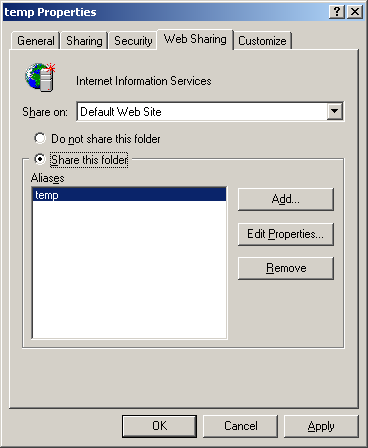 temp Properties
General Sharing Security Web Sharing Customize
Internet Information Services
Share on: Default Web Site
Do not share this folder
Share this folder
Aliases
temp
Add...
Edit Properties...
Remove
OK Cancel Apply